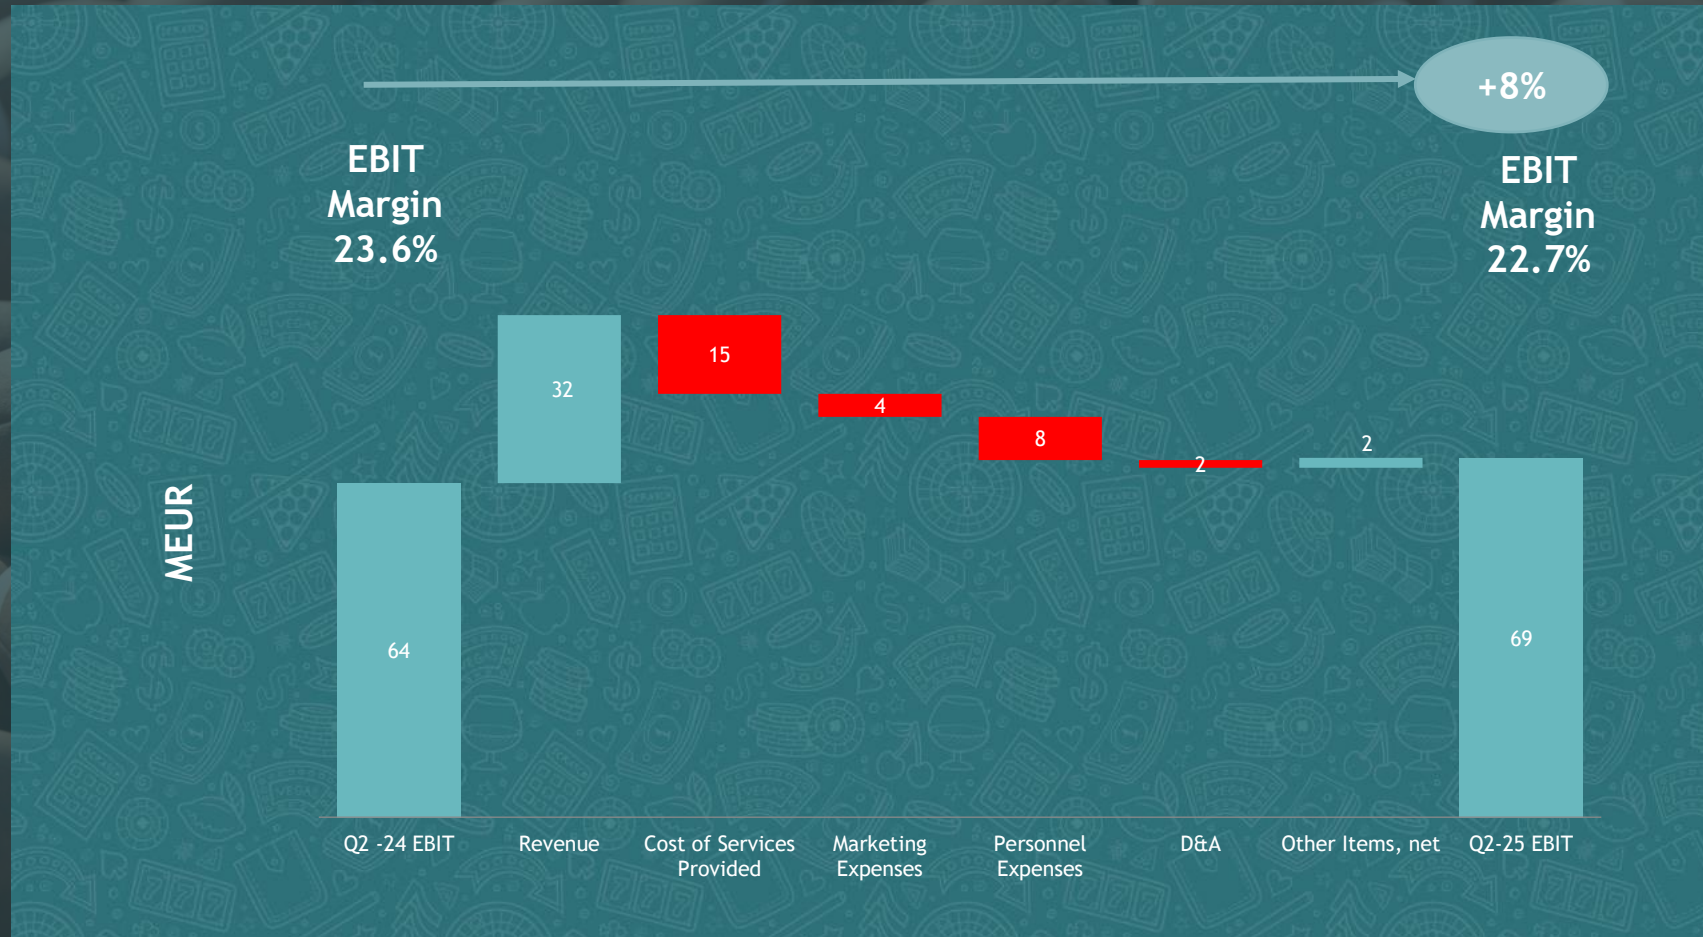 +8%
EBIT
Margin
23.6%
EBIT
Margin
22.7%
MEUR
64
32
15
4
8
2
2
69
Q2 -24 EBIT
Revenue
Cost of Services
Provided
Marketing
Expenses
Personnel
Expenses
D&A
Other Items, net
Q2-25 EBIT